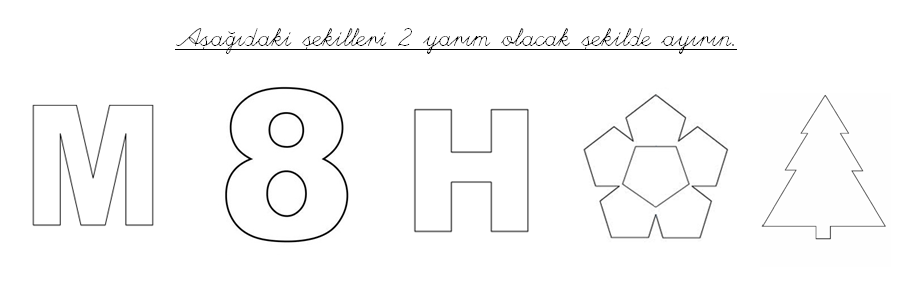 Aşağıdaki şekilleri 2 yarım olacak şekilde ayırın.
M 8 H